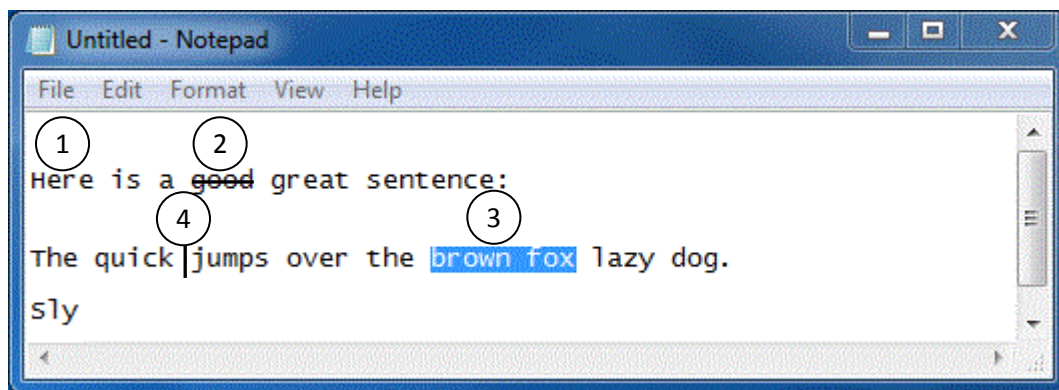 Untitled - Notepad
File Edit Format View Help
1 2
Here is a good great sentence:
4 3
The quick jumps over the brown fox lazy dog.
Sly